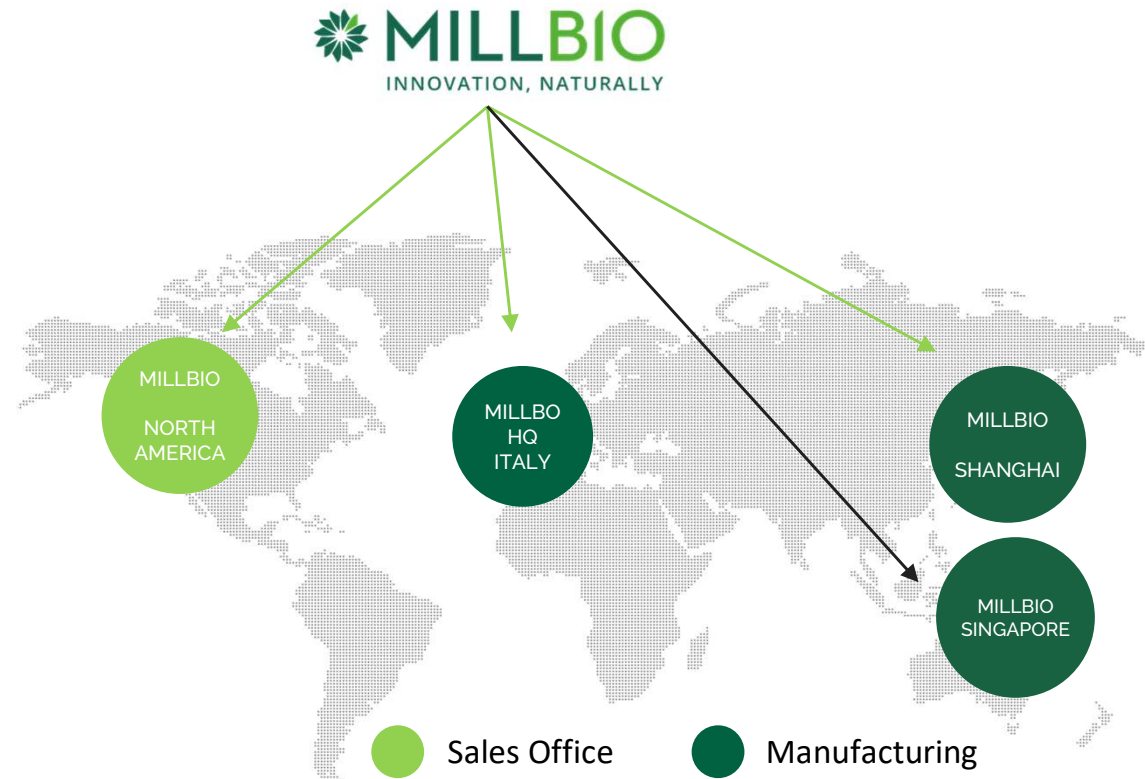 MILLBIO
INNOVATION, NATURALLY
MILLBIO
NORTH
AMERICA
MILLBO
HQ
ITALY
MILLBIO
SHANGHAI
MILLBIO
SINGAPORE
Sales Office
Manufacturing